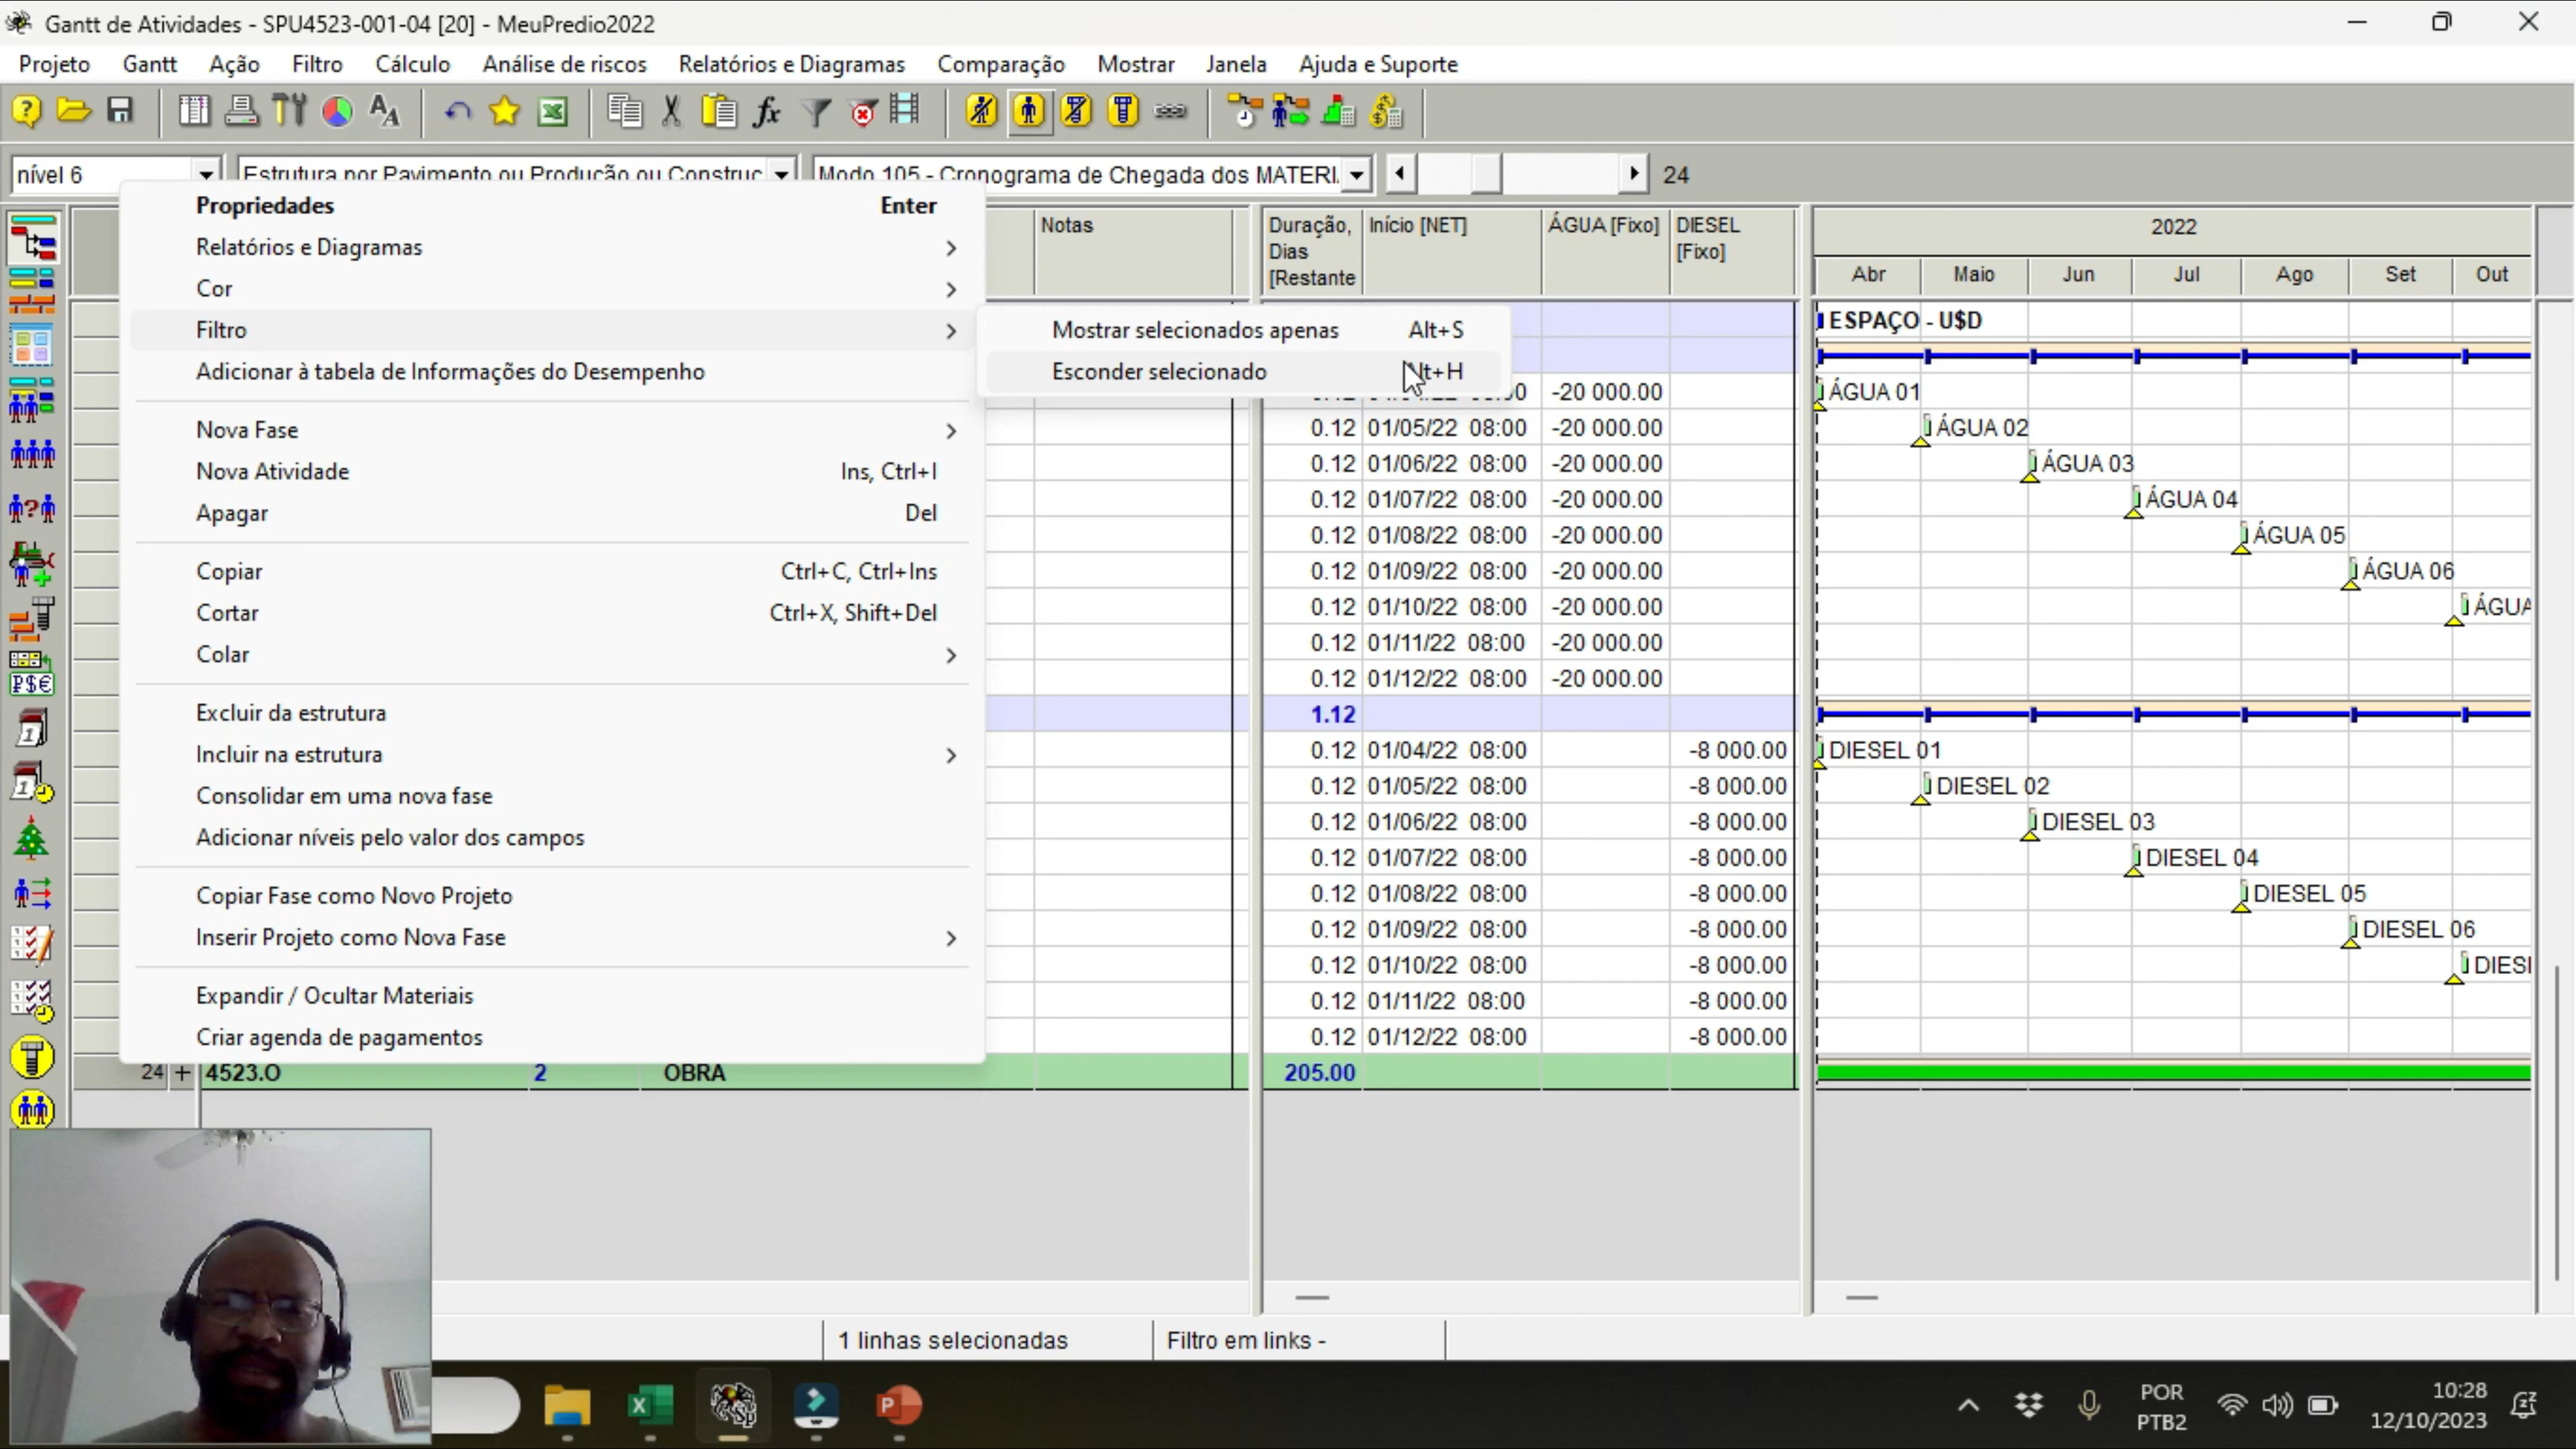 Gantt de Atividades - SPU4523-001-04 [20] - MeuPredio2022
Projeto Gantt Ação Filtro Cálculo Análise de riscos Relatórios e Diagramas Comparação Mostrar Janela Ajuda e Suporte
nível 6 Estrutura por Pavimento ou Produção ou Construc Modo 105 - Cronograma de Chegada dos MATERI. 24
Propriedades Enter
Relatórios e Diagramas
Cor
Filtro
Adicionar à tabela de Informações do Desempenho
Nova Fase
Nova Atividade Ins, Ctrl+I
Apagar Del
Copiar Ctrl+C, Ctrl+Ins
Cortar Ctrl+X, Shift+Del
Colar
Excluir da estrutura
Incluir na estrutura
Consolidar em uma nova fase
Adicionar níveis pelo valor dos campos
Copiar Fase como Novo Projeto
Inserir Projeto como Nova Fase
Expandir / Ocultar Materiais
Criar agenda de pagamentos
Mostrar selecionados apenas Alt+S
Esconder selecionado
Notas
Duração, Dias [Restante Início [NET] ÁGUA [Fixo] DIESEL [Fixo]
2022
Abr Maio Jun Jul Ago Set Out
ESPAÇO - U$D
-20 000.00 ÁGUA 01
0.12 01/05/22 08:00 -20 000.00 ÁGUA 02
0.12 01/06/22 08:00 -20 000.00 ÁGUA 03
0.12 01/07/22 08:00 -20 000.00 ÁGUA 04
0.12 01/08/22 08:00 -20 000.00 ÁGUA 05
0.12 01/09/22 08:00 -20 000.00 ÁGUA 06
0.12 01/10/22 08:00 -20 000.00 ÁGUA
0.12 01/11/22 08:00 -20 000.00
0.12 01/12/22 08:00 -20 000.00
1.12
0.12 01/04/22 08:00 -8 000.00 DIESEL 01
0.12 01/05/22 08:00 -8 000.00 DIESEL 02
0.12 01/06/22 08:00 -8 000.00 DIESEL 03
0.12 01/07/22 08:00 -8 000.00 DIESEL 04
0.12 01/08/22 08:00 -8 000.00 DIESEL 05
0.12 01/09/22 08:00 -8 000.00 DIESEL 06
0.12 01/10/22 08:00 -8 000.00 DIESI
0.12 01/11/22 08:00 -8 000.00
0.12 01/12/22 08:00 -8 000.00
24 + 4523.O 2 OBRA 205.00
1 linhas selecionadas Filtro em links -
POR
PTB2
10:28
12/10/2023